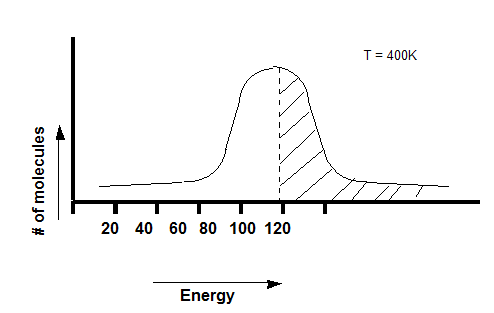 T = 400K
# of molecules
20 40 60 80 100 120
Energy